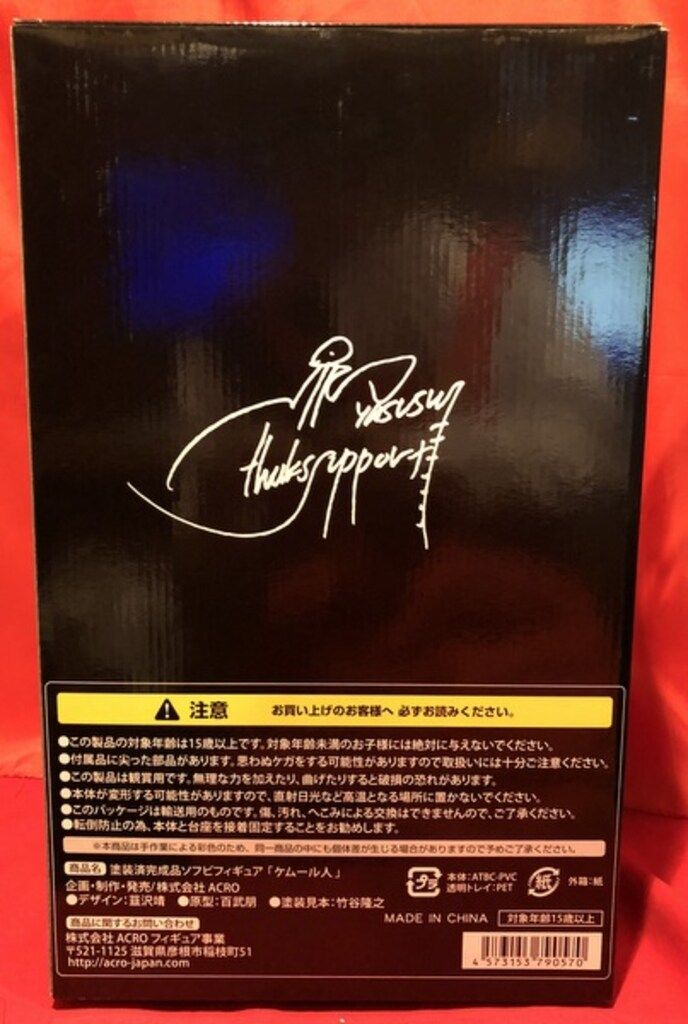 注意 お買い上げのお客様へ 必ずお読みください。
●この製品の対象年齢は15歳以上です。対象年齢未満のお子様には絶対に与えないでください。
●付属品に尖った部品があります。思わぬケガをする可能性がありますので取扱いには十分ご注意ください。
●この製品は観賞用です。無理な力を加えたり、曲げたりすると破損の恐れがあります。
●本体が変形する可能性がありますので、直射日光など高温となる場所に置かないでください。
●このパッケージは輸送用のものです。傷、汚れ、へこみによる交換はできませんので、ご了承ください。
●転倒防止の為、本体と台座を接着固定することをお勧めします。
※本商品は手作業による彩色のため、同一商品の中にも個体差が生じる場合がありますので予めご了承ください。
商品名 塗装済完成品ソフビフィギュア「ケムール人」
企画・制作・発売/株式会社 ACRO
●デザイン:韮沢靖 ●原型:百武朋 ●塗装見本:竹谷隆之
プラ 本体:ATBC-PVC
透明トレイ:PET
紙 外箱:紙
MADE IN CHINA 対象年齢15歳以上
商品に関するお問い合わせ
株式会社 ACRO フィギュア事業
〒521-1125 滋賀県彦根市稲枝町51
http://acro-japan.com
4 573153 790570